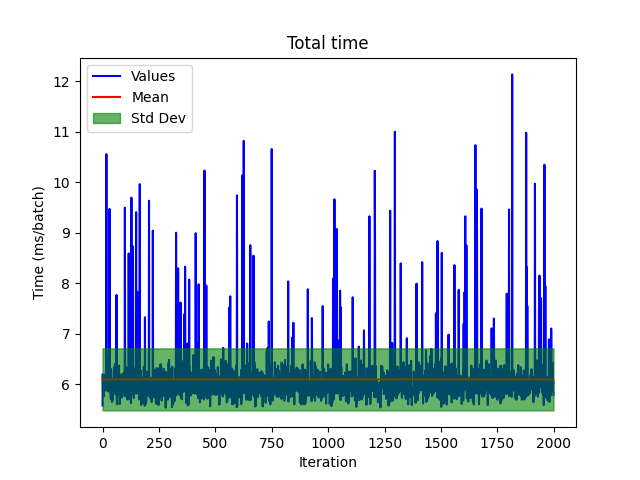 Total time
Values
Mean
Std Dev
12
11
10
9
8
7
6
Time (ms/batch)
0 250 500 750 1000 1250 1500 1750 2000
Iteration